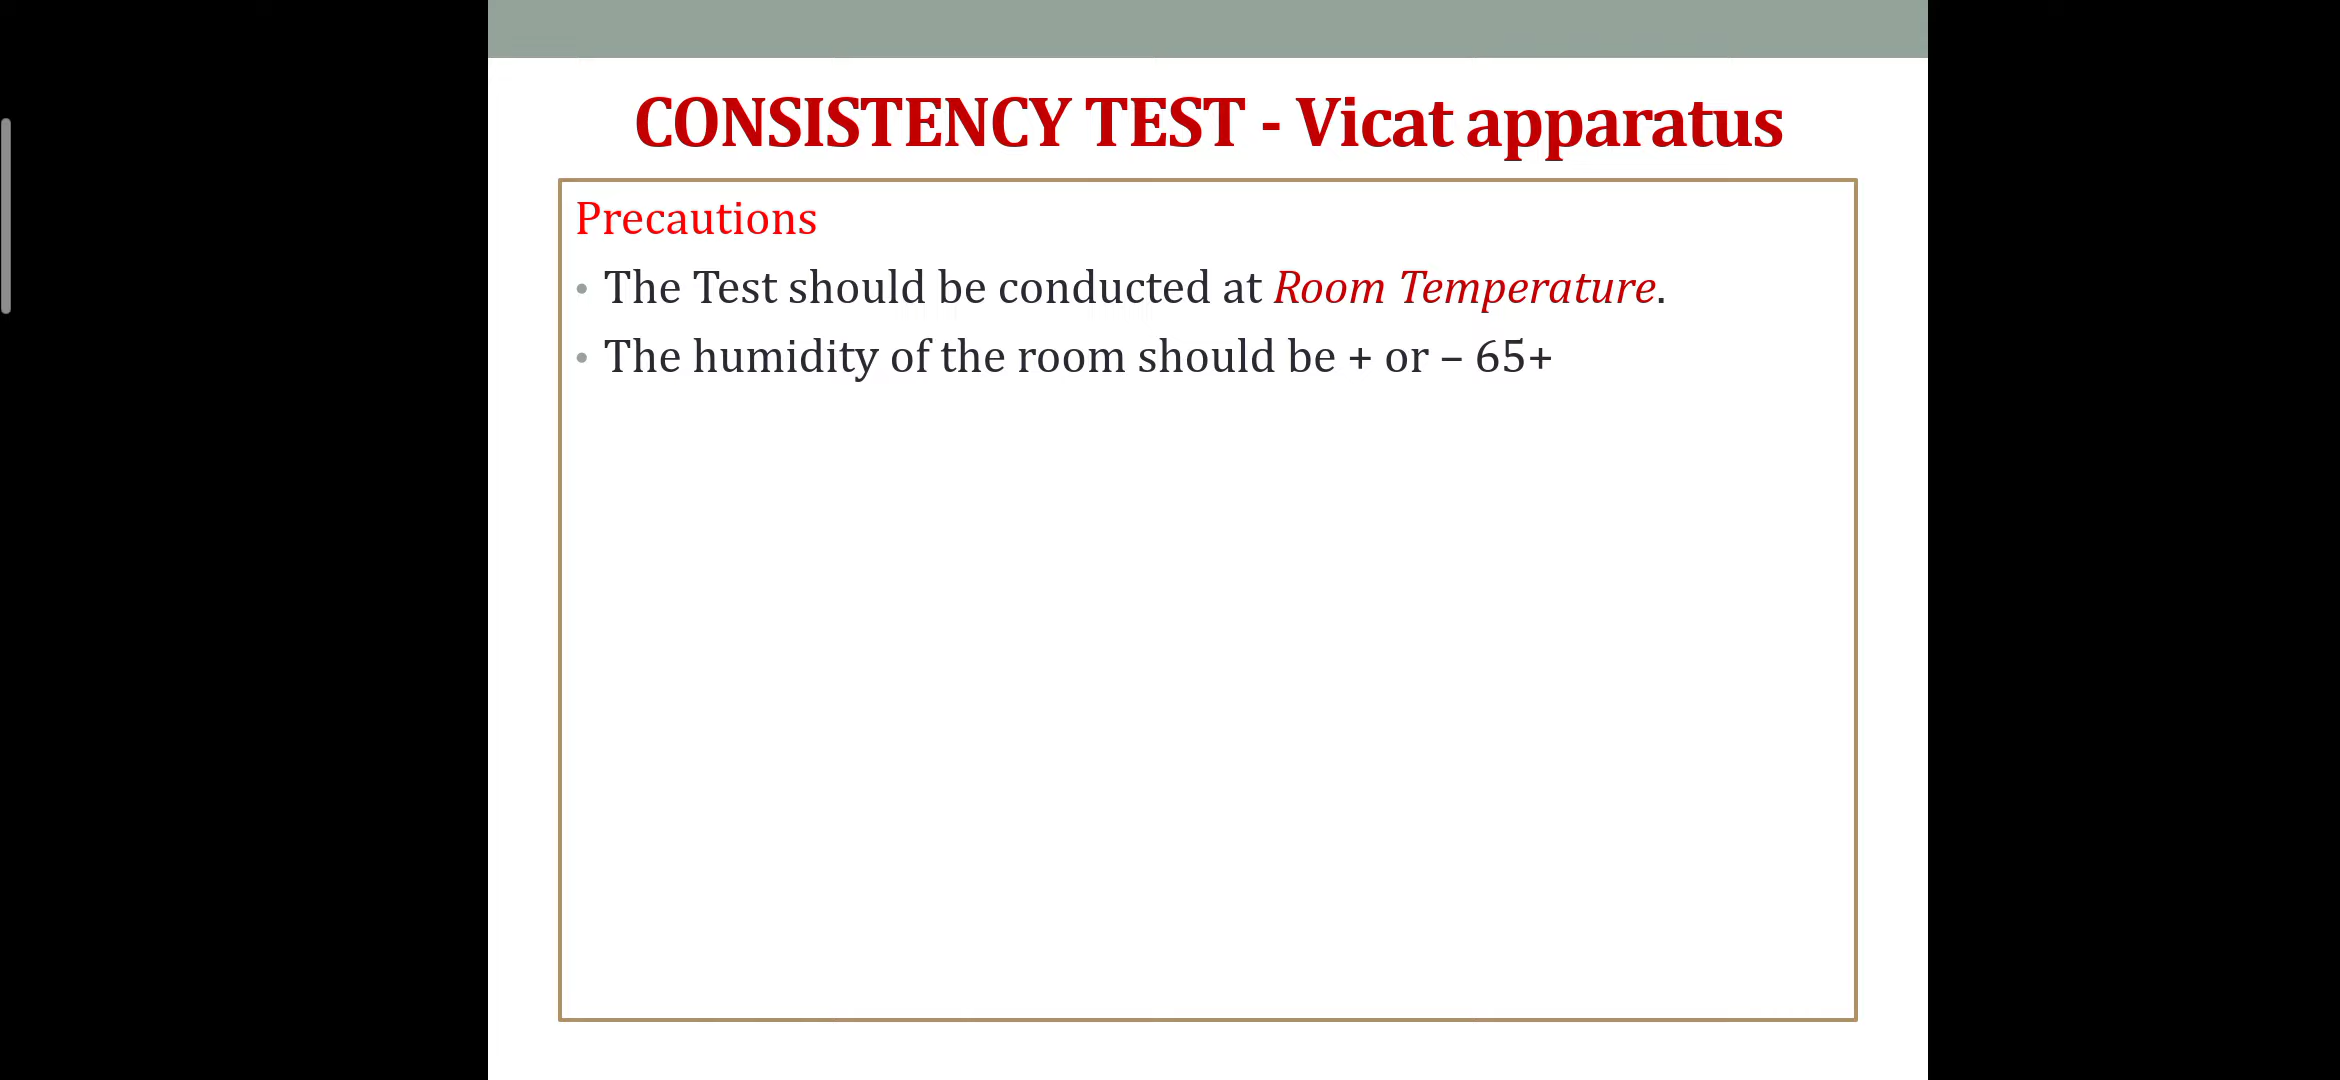 CONSISTENCY TEST - Vicat apparatus
Precautions
• The Test should be conducted at Room Temperature.
• The humidity of the room should be + or – 65+